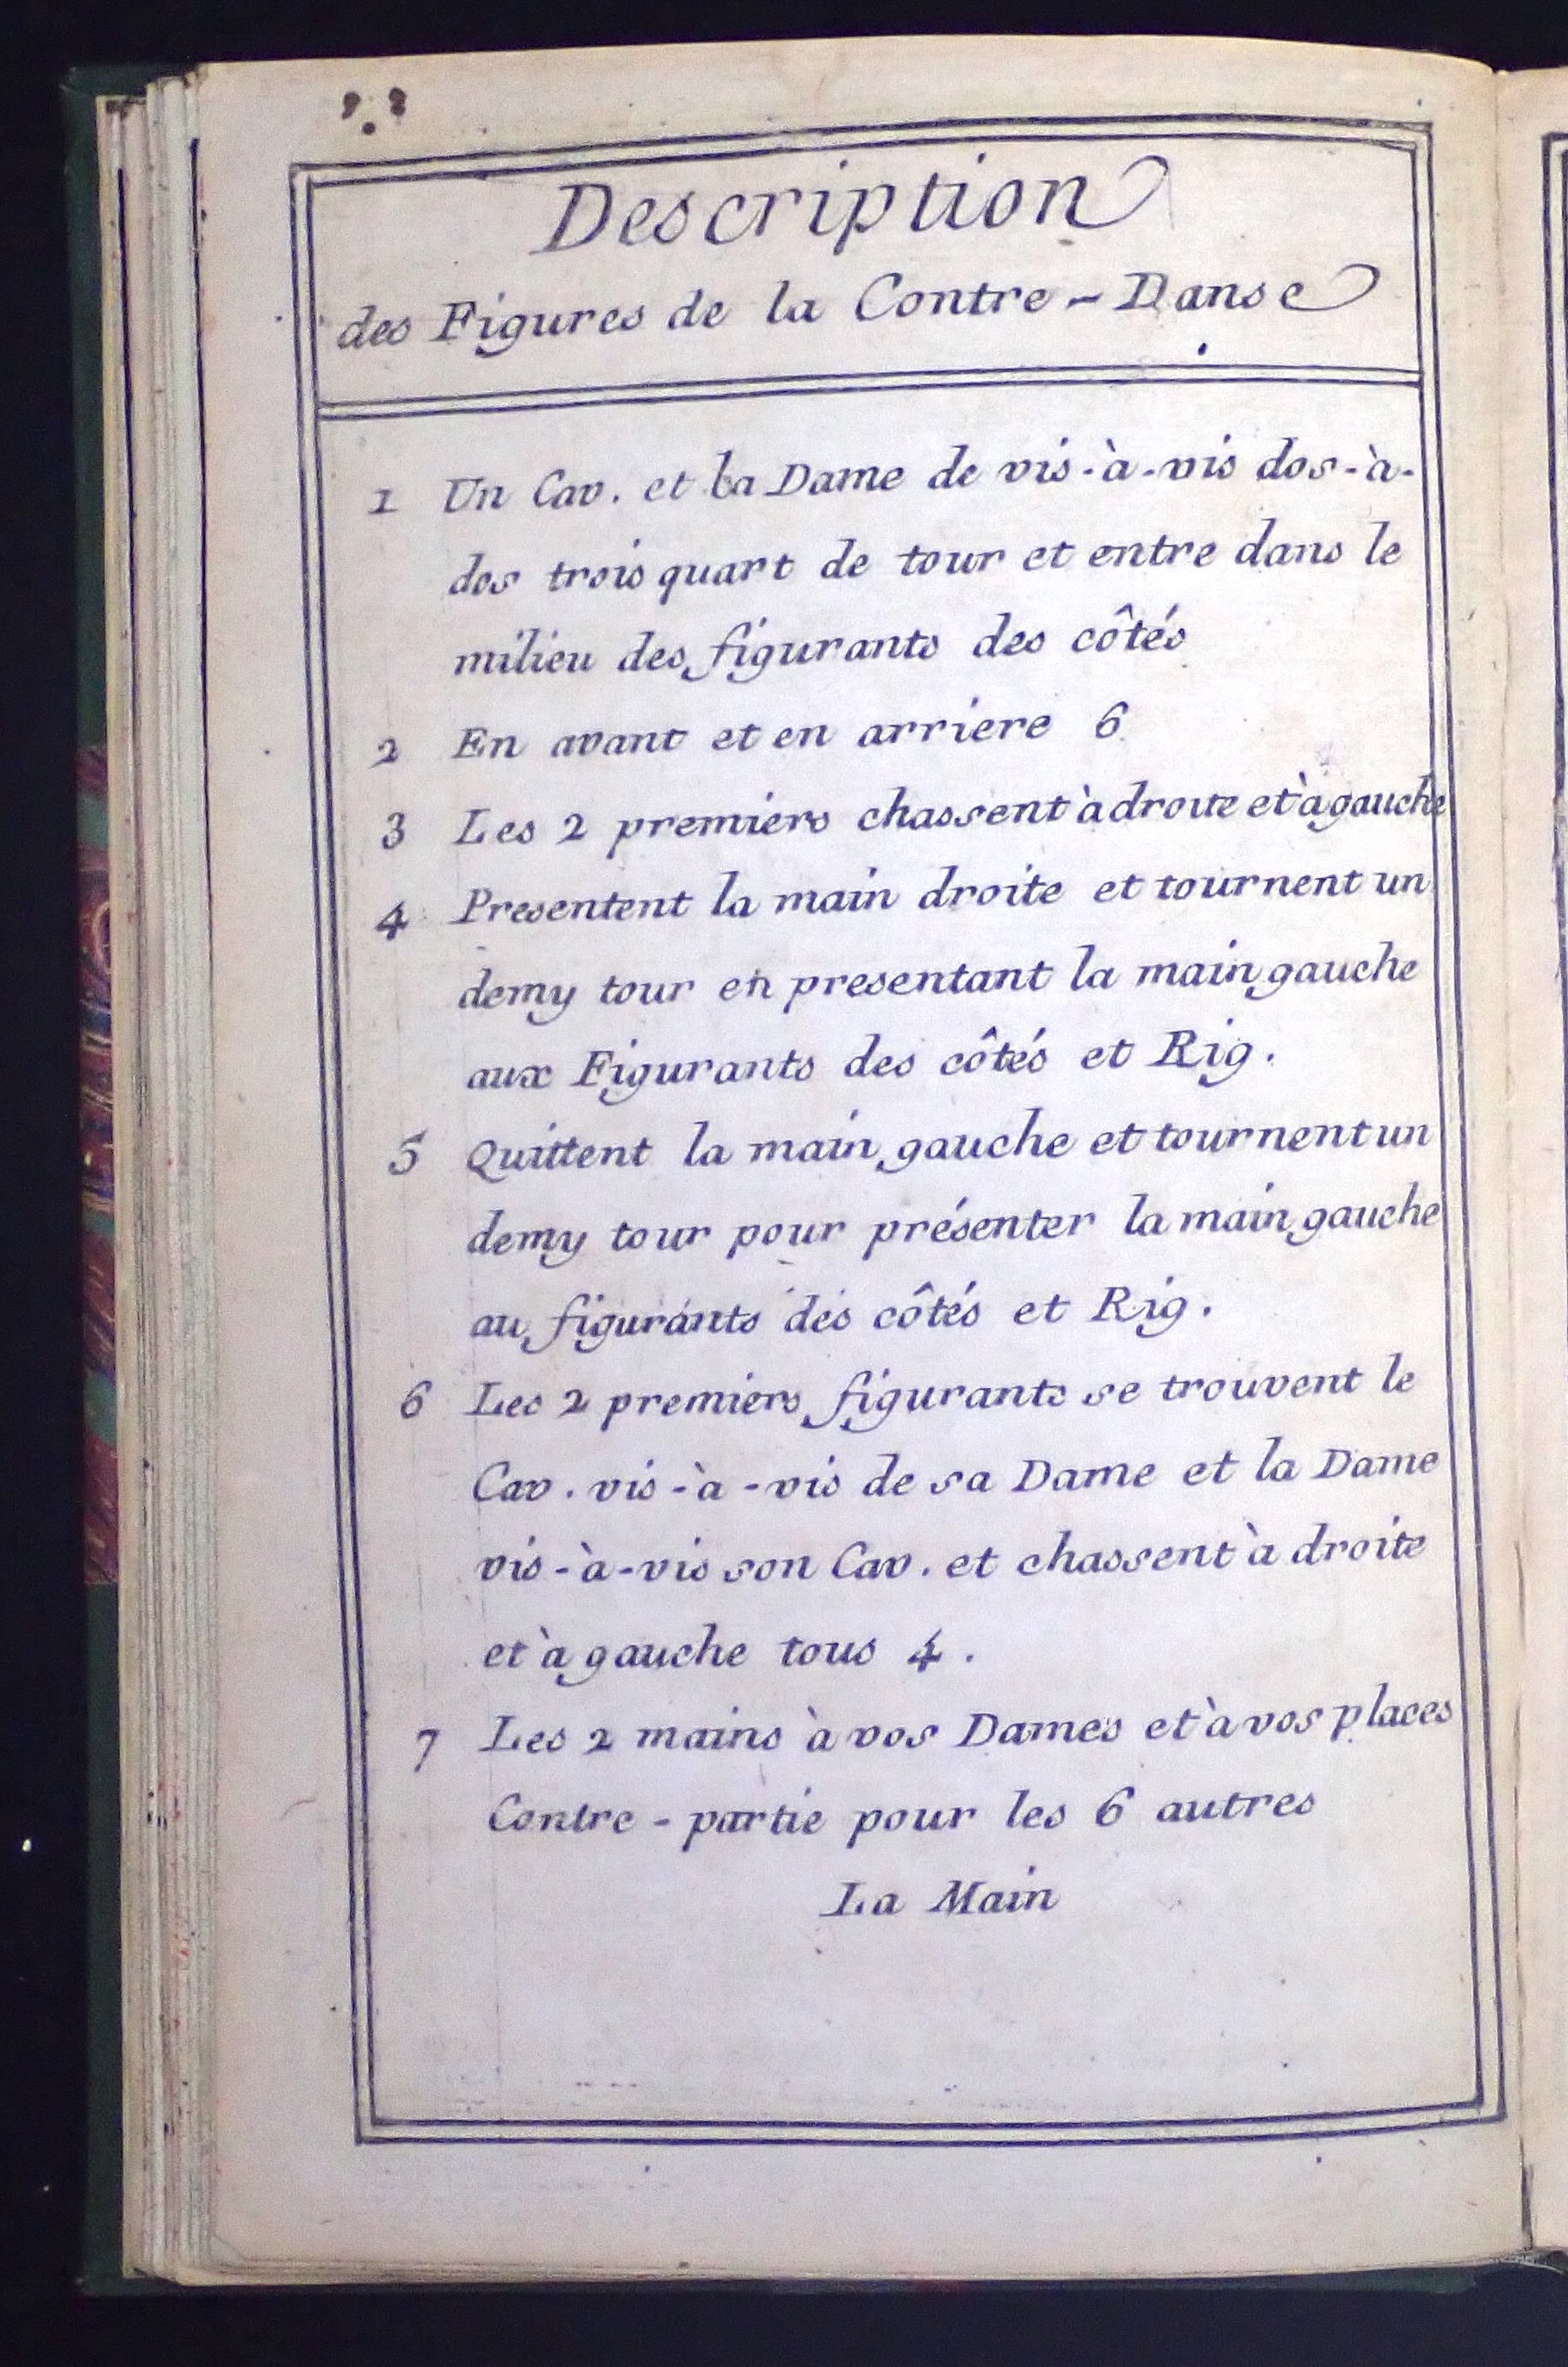 Description
des Figures de la Contre-Danse
1 Un Cav. et la Dame de vis-à-vis dos-à-
dos trois quart de tour et entre dans le
milieu des figurants des côtés
2 En avant et en arriere 6
3 Les 2 premiers chassent à droite et à gauche
4 Presentent la main droite et tournent un
demy tour en presentant la main gauche
aux Figurants des côtés et Rig.
5 Quittent la main gauche et tournent un
demy tour pour présenter la main gauche
au figurants des côtés et Rig.
6 Les 2 premiers figurants se trouvent le
Cav. vis-à-vis de sa Dame et la Dame
vis-à-vis son Cav. et chassent à droite
et à gauche tous 4.
7 Les 2 mains à vos Dames et à vos places
Contre-partie pour les 6 autres
La Main